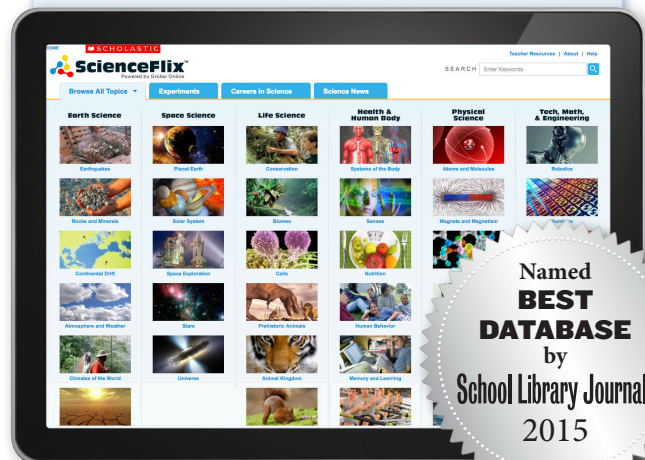 HOME
SCHOLASTIC
Teacher Resources | About | Help
ScienceFlix™
Powered by Grolier Online
SEARCH Enter Keywords
Browse All Topics
Experiments
Careers in Science
Science News
Earth Science
Space Science
Life Science
Health &
Human Body
Physical
Science
Tech, Math,
& Engineering
Earthquakes
Planet Earth
Conservation
Systems of the Body
Atoms and Molecules
Robotics
Rocks and Minerals
Solar System
Biomes
Senses
Magnets and Magnetism
Continental Drift
Space Exploration
Cells
Nutrition
Atmosphere and Weather
Stars
Prehistoric Animals
Human Behavior
Climates of the World
Universe
Animal Kingdom
Memory and Learning
Named
BEST
DATABASE
by
School Library Journal
2015